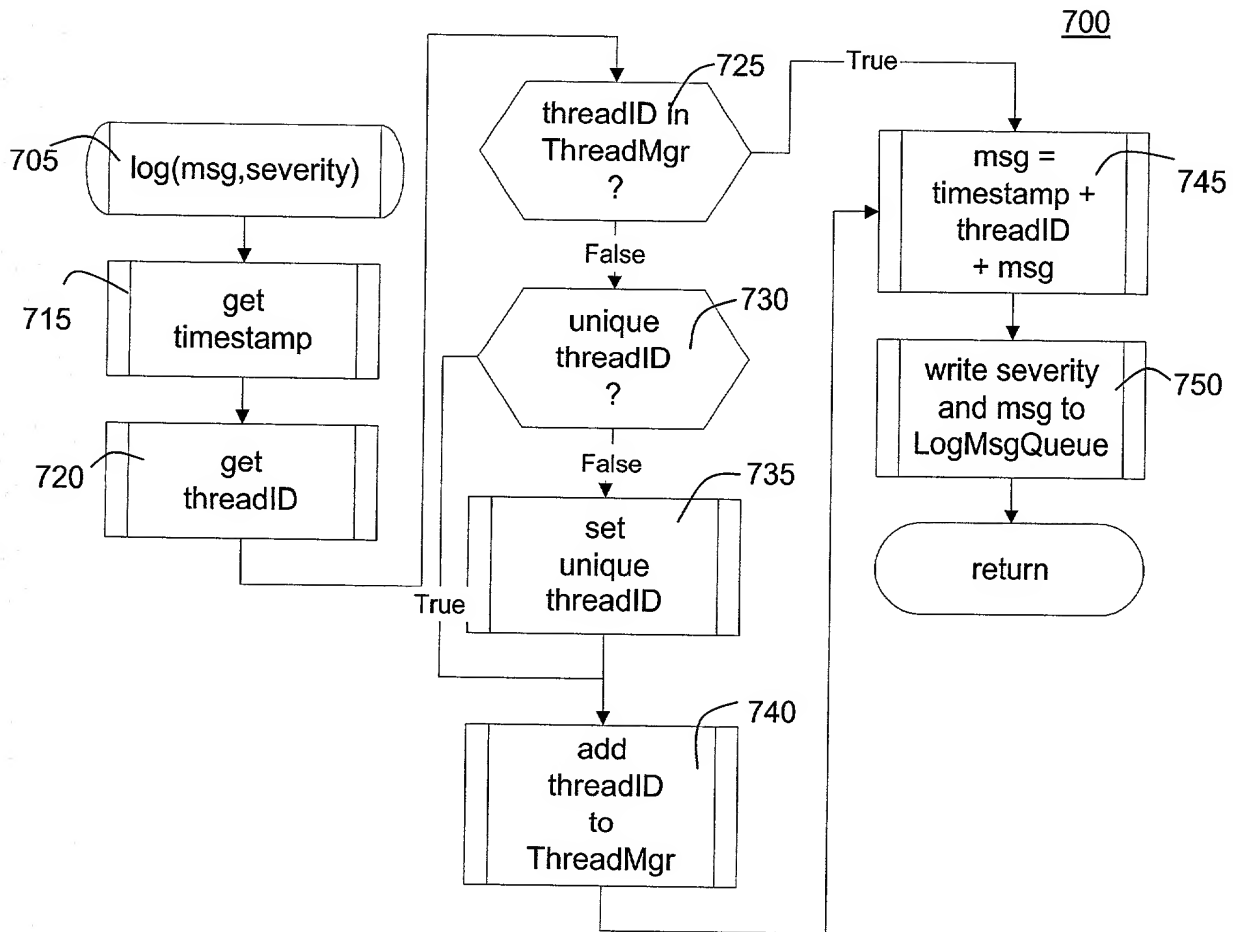 700
705
log(msg,severity)
715
get
timestamp
720
get
threadID
725
threadID in
ThreadMgr
?
True
False
730
unique
threadID
?
True
False
735
set
unique
threadID
740
add
threadID
to
ThreadMgr
745
msg =
timestamp +
threadID
+ msg
750
write severity
and msg to
LogMsgQueue
return